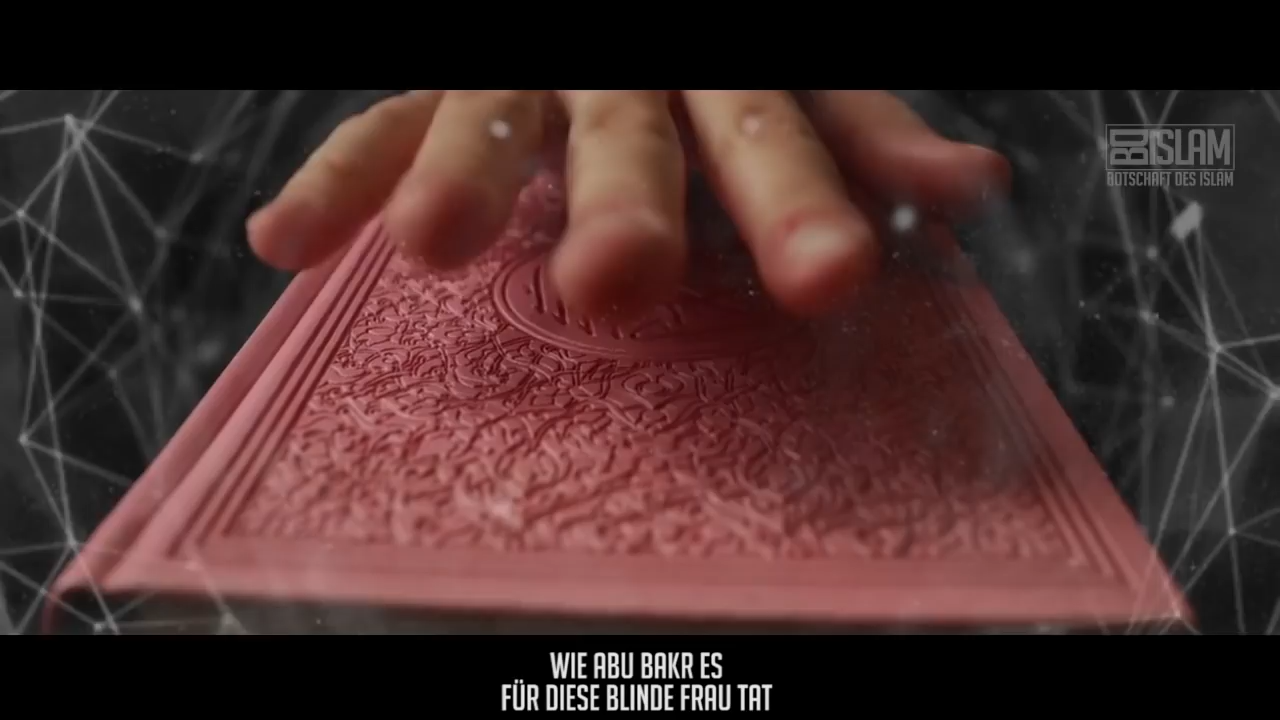 BDISLAM
BOTSCHAFT DES ISLAM
WIE ABU BAKR ES
FÜR DIESE BLINDE FRAU TAT